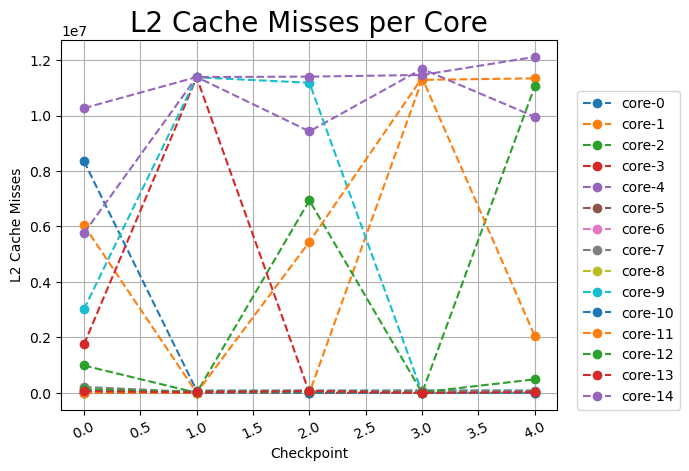 L2 Cache Misses per Core
1e7
1.2
1.0
0.8
0.6
0.4
0.2
0.0
L2 Cache Misses
0.0
0.5
1.0
1.5
2.0
2.5
3.0
3.5
4.0
Checkpoint
core-0
core-1
core-2
core-3
core-4
core-5
core-6
core-7
core-8
core-9
core-10
core-11
core-12
core-13
core-14